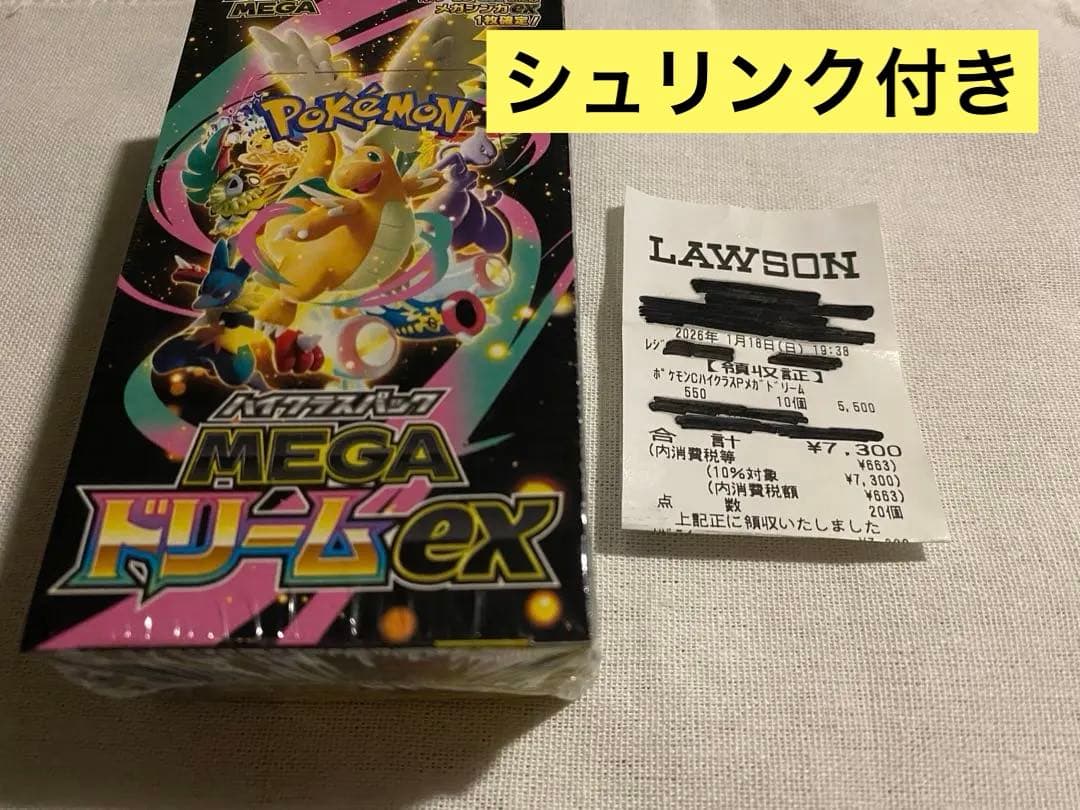 MEGA
メガシンカex
1枚確定!
シュリンク付き
POKéMON
ハイクラスパック
MEGA
ドリームex
LAWSON
2026年 1月18日(日) 19:38
レジ
【領収証】
ポケモンCハイクラスPメガドリーム
550 10個 5,500
合 計 ¥7,300
(内消費税等 ¥663)
(10%対象 ¥7,300)
(内消費税額 ¥663)
点 数 20個
上記正に領収いたしました